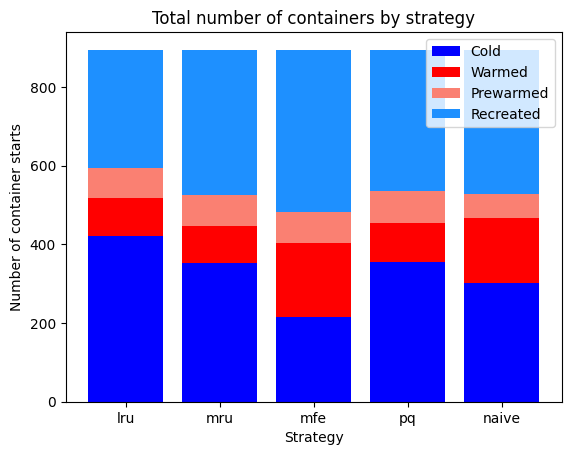 Total number of containers by strategy
Cold
Warmed
Prewarmed
Recreated
Number of container starts
800
600
400
200
0
lru mru mfe pq naive
Strategy